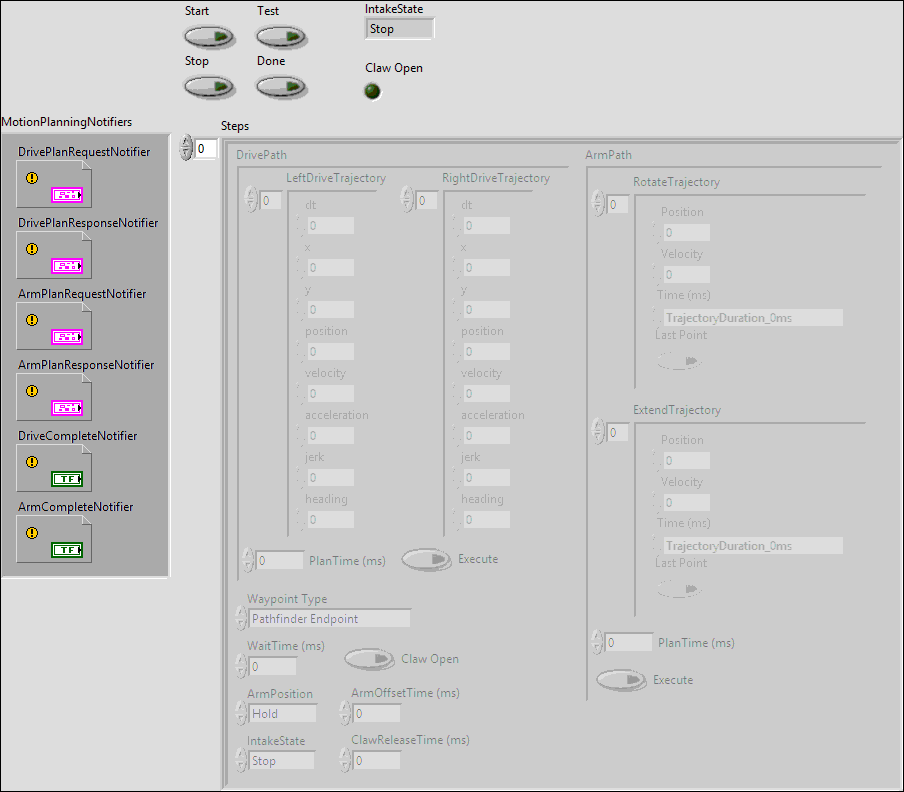 Start
Test
IntakeState
Stop
Stop
Done
Claw Open
MotionPlanningNotifiers
DrivePlanRequestNotifier
DrivePlanResponseNotifier
ArmPlanRequestNotifier
ArmPlanResponseNotifier
DriveCompleteNotifier
TF
ArmCompleteNotifier
TF
Steps
0
DrivePath
LeftDriveTrajectory
0
dt
0
x
0
y
0
position
0
velocity
0
acceleration
0
jerk
0
heading
0
RightDriveTrajectory
0
dt
0
x
0
y
0
position
0
velocity
0
acceleration
0
jerk
0
heading
0
0
PlanTime (ms)
Execute
Waypoint Type
Pathfinder Endpoint
WaitTime (ms)
0
Claw Open
ArmPosition
Hold
ArmOffsetTime (ms)
0
IntakeState
Stop
ClawReleaseTime (ms)
0
ArmPath
RotateTrajectory
0
Position
0
Velocity
0
Time (ms)
TrajectoryDuration_0ms
Last Point
ExtendTrajectory
0
Position
0
Velocity
0
Time (ms)
TrajectoryDuration_0ms
Last Point
0
PlanTime (ms)
Execute